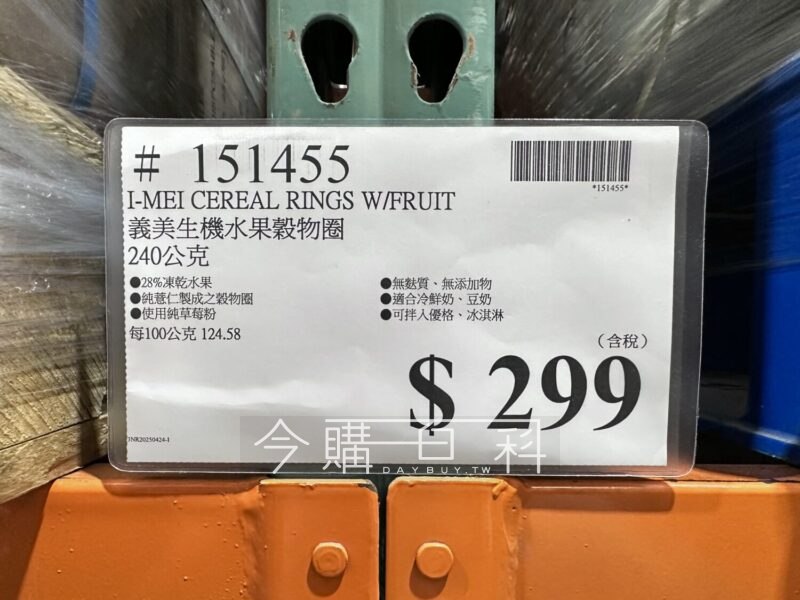 # 151455
*151455*
I-MEI CEREAL RINGS W/FRUIT
義美生機水果穀物圈
240公克
●28%凍乾水果
●純薏仁製成之穀物圈
●使用純草莓粉
每100公克 124.58
●無麩質、無添加物
●適合冷鮮奶、豆奶
●可拌入優格、冰淇淋
(含稅)
$ 299
JNR20250424-1
今購百科
DAYBUY.TW